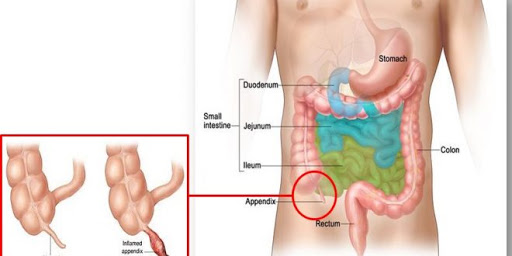 Stomach
Duodenum
Small
intestine
Jejunum
Colon
Ileum
Appendix
Rectum
Inflamed
appendix